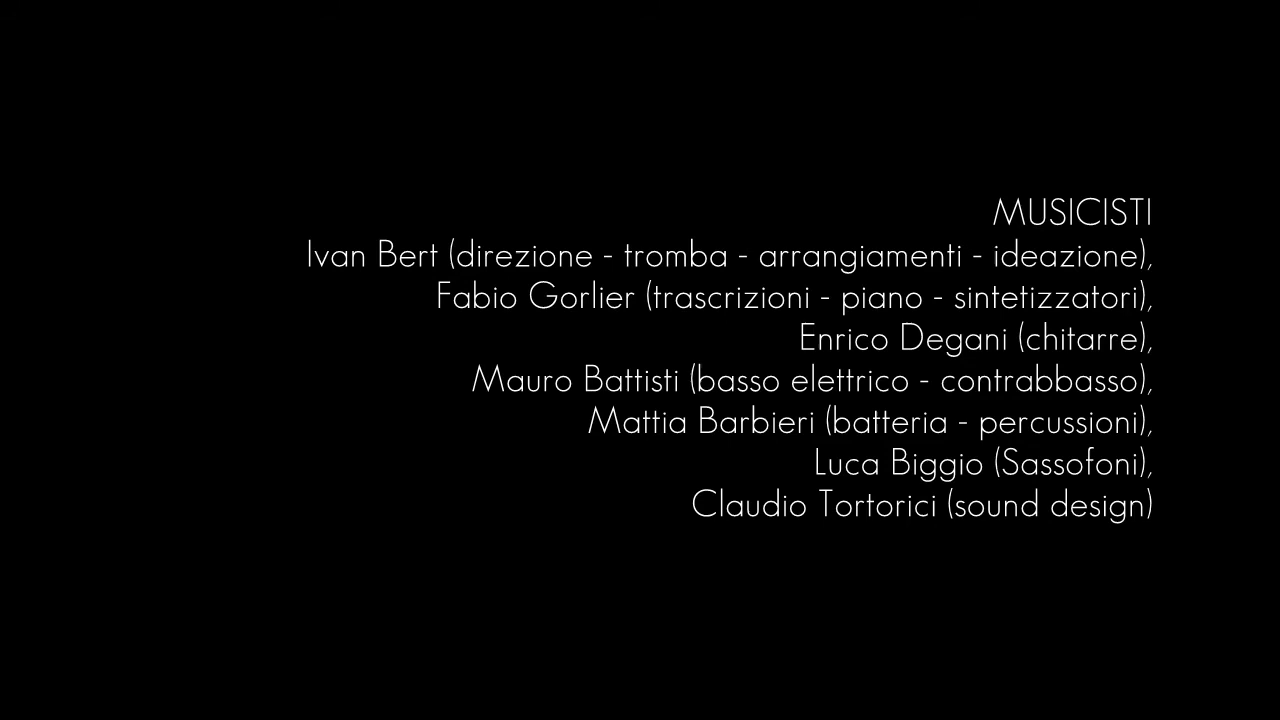 MUSICISTI
Ivan Bert (direzione - tromba - arrangiamenti - ideazione),
Fabio Gorlier (trascrizioni - piano - sintetizzatori),
Enrico Degani (chitarre),
Mauro Battisti (basso elettrico - contrabbasso),
Mattia Barbieri (batteria - percussioni),
Luca Biggio (Sassofoni),
Claudio Tortorici (sound design)